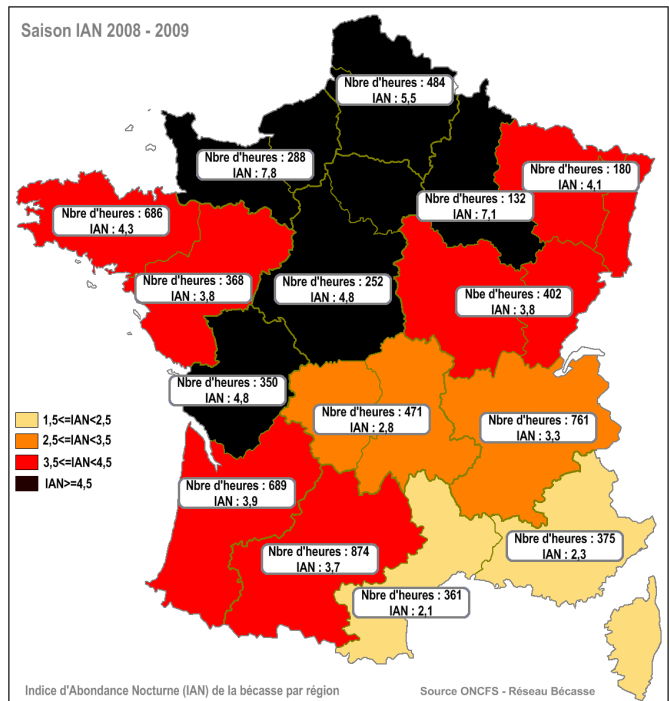 Saison IAN 2008 - 2009
Nbre d'heures : 484
IAN : 5,5
Nbre d'heures : 288
IAN : 7,8
Nbre d'heures : 180
IAN : 4,1
Nbre d'heures : 686
IAN : 4,3
Nbre d'heures : 132
IAN : 7,1
Nbre d'heures : 368
IAN : 3,8
Nbre d'heures : 252
IAN : 4,8
Nbe d'heures : 402
IAN : 3,8
Nbre d'heures : 350
IAN : 4,8
Nbre d'heures : 471
IAN : 2,8
Nbre d'heures : 761
IAN : 3,3
1,5<=IAN<2,5
2,5<=IAN<3,5
3,5<=IAN<4,5
IAN>=4,5
Nbre d'heures : 689
IAN : 3,9
Nbre d'heures : 874
IAN : 3,7
Nbre d'heures : 375
IAN : 2,3
Nbre d'heures : 361
IAN : 2,1
Indice d'Abondance Nocturne (IAN) de la bécasse par région
Source ONCFS - Réseau Bécasse